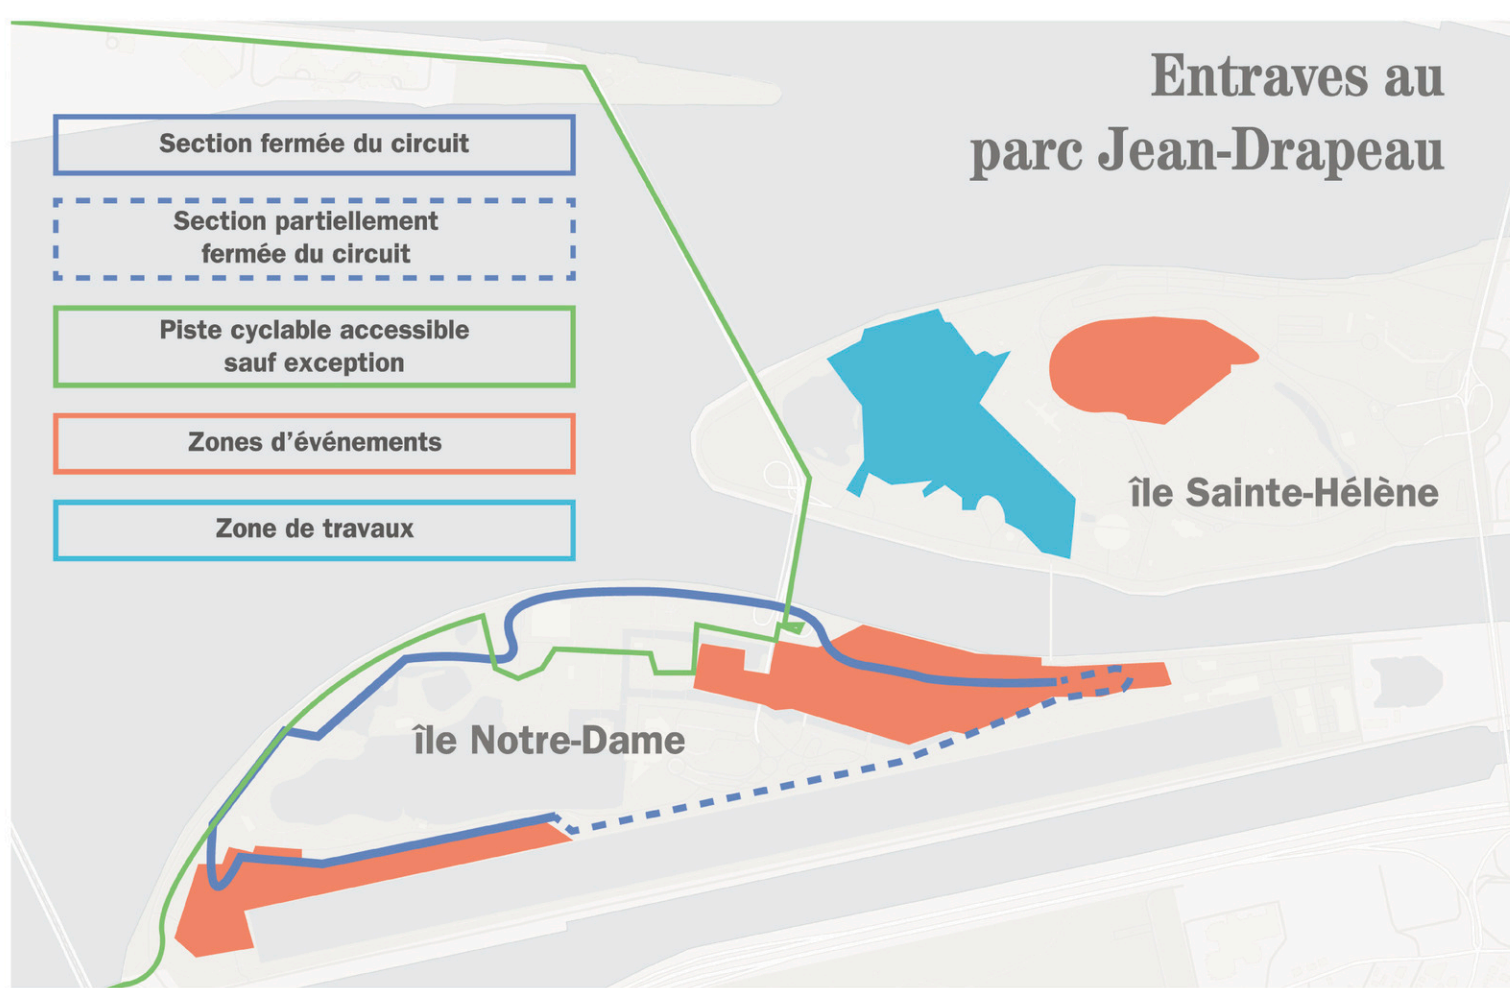 Entraves au
parc Jean-Drapeau
Section fermée du circuit
Section partiellement
fermée du circuit
Piste cyclable accessible
sauf exception
Zones d’événements
Zone de travaux
île Sainte-Hélène
île Notre-Dame